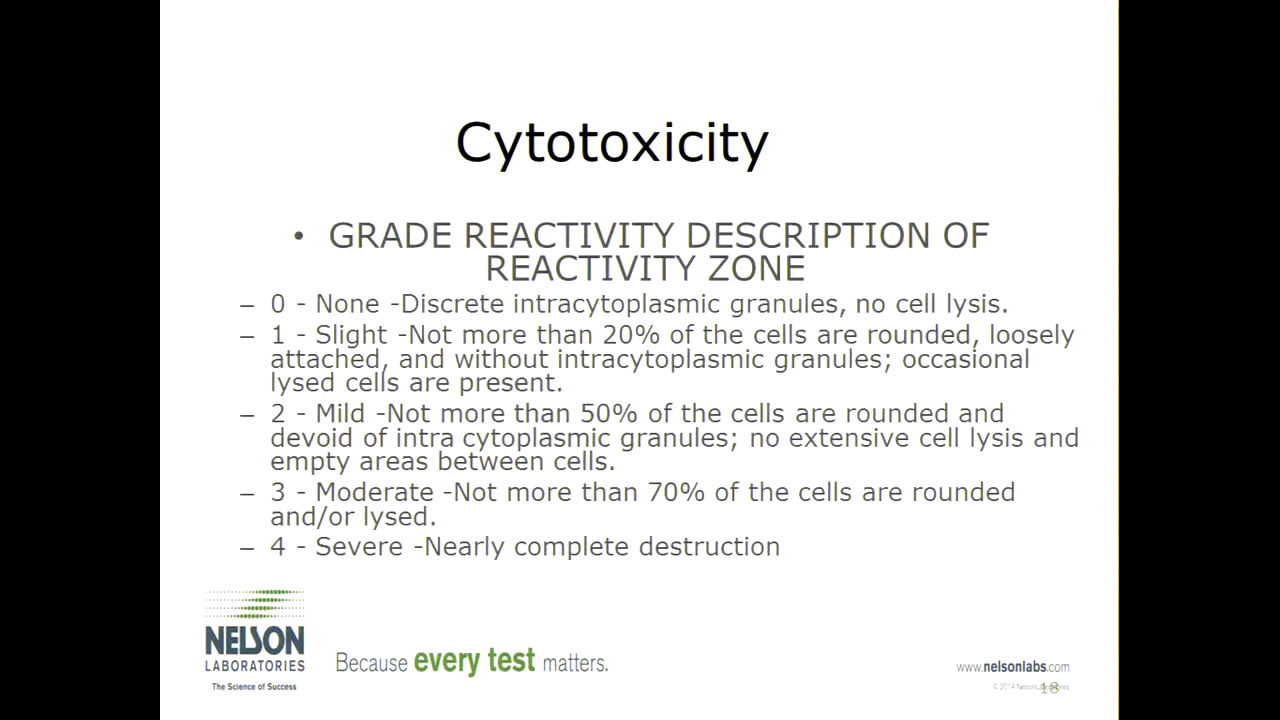 Cytotoxicity
• GRADE REACTIVITY DESCRIPTION OF
REACTIVITY ZONE
– 0 - None -Discrete intracytoplasmic granules, no cell lysis.
– 1 - Slight -Not more than 20% of the cells are rounded, loosely
attached, and without intracytoplasmic granules; occasional
lysed cells are present.
– 2 - Mild -Not more than 50% of the cells are rounded and
devoid of intra cytoplasmic granules; no extensive cell lysis and
empty areas between cells.
– 3 - Moderate -Not more than 70% of the cells are rounded
and/or lysed.
– 4 - Severe -Nearly complete destruction
NELSON
LABORATORIES
The Science of Success
Because every test matters.
www.nelsonlabs.com
© 2014 Nelson
18